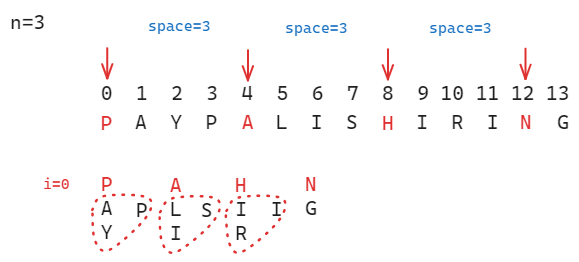 n=3
space=3 space=3 space=3
0 1 2 3 4 5 6 7 8 9 10 11 12 13
P A Y P A L I S H I R I N G
i=0 P A H N
A P L S I I G
Y I R